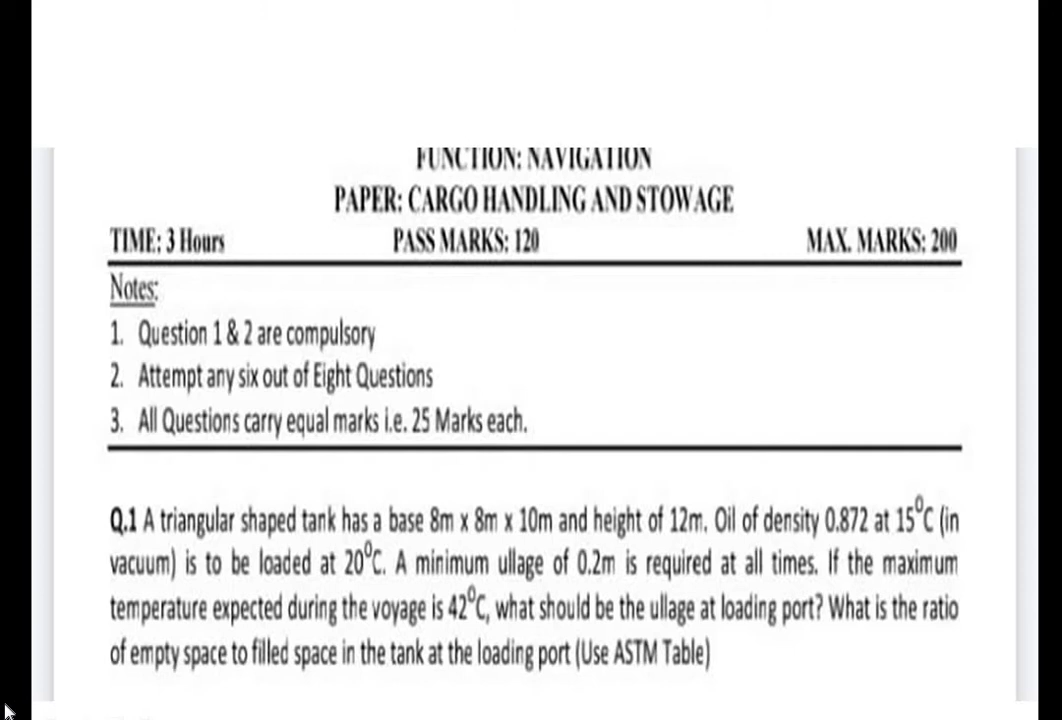 FUNCTION: NAVIGATION
PAPER: CARGO HANDLING AND STOWAGE
TIME: 3 Hours PASS MARKS: 120 MAX. MARKS: 200
Notes:
1. Question 1 & 2 are compulsory
2. Attempt any six out of Eight Questions
3. All Questions carry equal marks i.e. 25 Marks each.
Q.1 A triangular shaped tank has a base 8m x 8m x 10m and height of 12m. Oil of density 0.872 at 15⁰C (in
vacuum) is to be loaded at 20⁰C. A minimum ullage of 0.2m is required at all times. If the maximum
temperature expected during the voyage is 42⁰C, what should be the ullage at loading port? What is the ratio
of empty space to filled space in the tank at the loading port (Use ASTM Table)